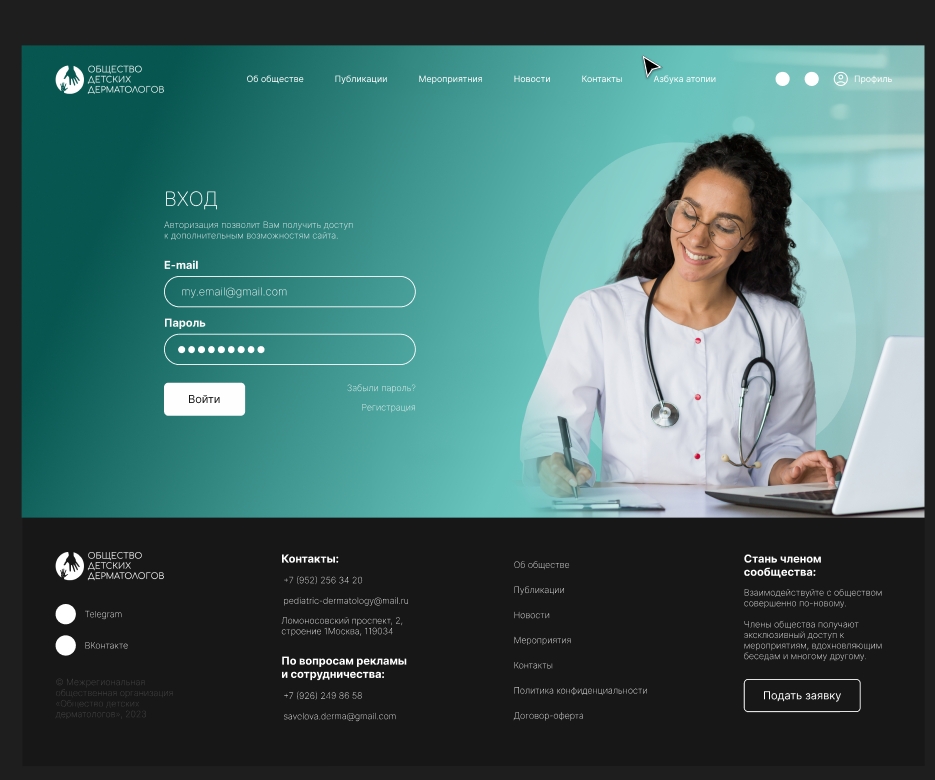 ОБЩЕСТВО
ДЕТСКИХ
ДЕРМАТОЛОГОВ
Об обществе
Публикации
Мероприятния
Новости
Контакты
Азбука атопии
Профиль
ВХОД
Авторизация позволит Вам получить доступ
к дополнительным возможностям сайта.
E-mail
my.email@gmail.com
Пароль
Войти
Забыли пароль?
Регистрация
ОБЩЕСТВО
ДЕТСКИХ
ДЕРМАТОЛОГОВ
Telegram
ВКонтакте
© Межрегиональная
общественная организация
«Общество детских
дерматологов», 2023
Контакты:
+7 (952) 256 34 20
pediatric-dermatology@mail.ru
Ломоносовский проспект, 2,
строение 1Москва, 119034
По вопросам рекламы
и сотрудничества:
+7 (926) 249 86 58
savelova.derma@gmail.com
Об обществе
Публикации
Новости
Мероприятия
Контакты
Политика конфиденциальности
Договор-оферта
Стань членом
сообщества:
Взаимодействуйте с обществом
совершенно по-новому.
Члены общества получают
эксклюзивный доступ к
мероприятиям, вдохновляющим
беседам и многому другому.
Подать заявку